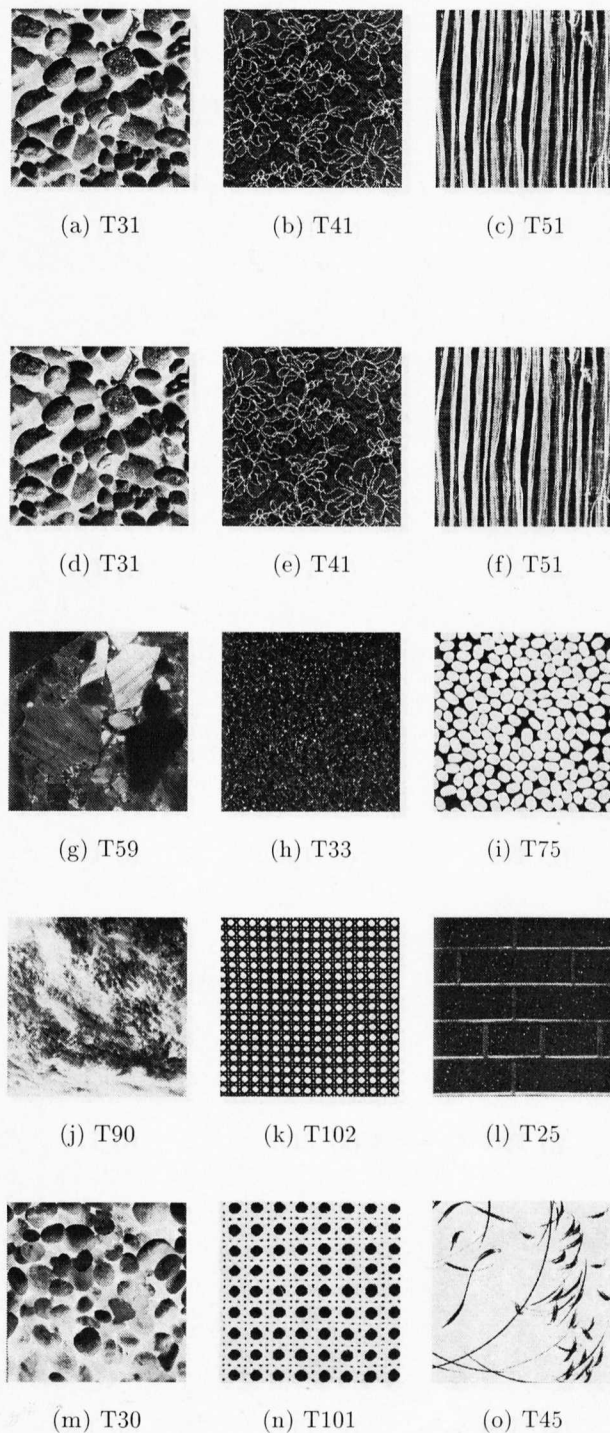 (a) T31 (b) T41 (c) T51
(d) T31 (e) T41 (f) T51
(g) T59 (h) T33 (i) T75
(j) T90 (k) T102 (l) T25
(m) T30 (n) T101 (o) T45